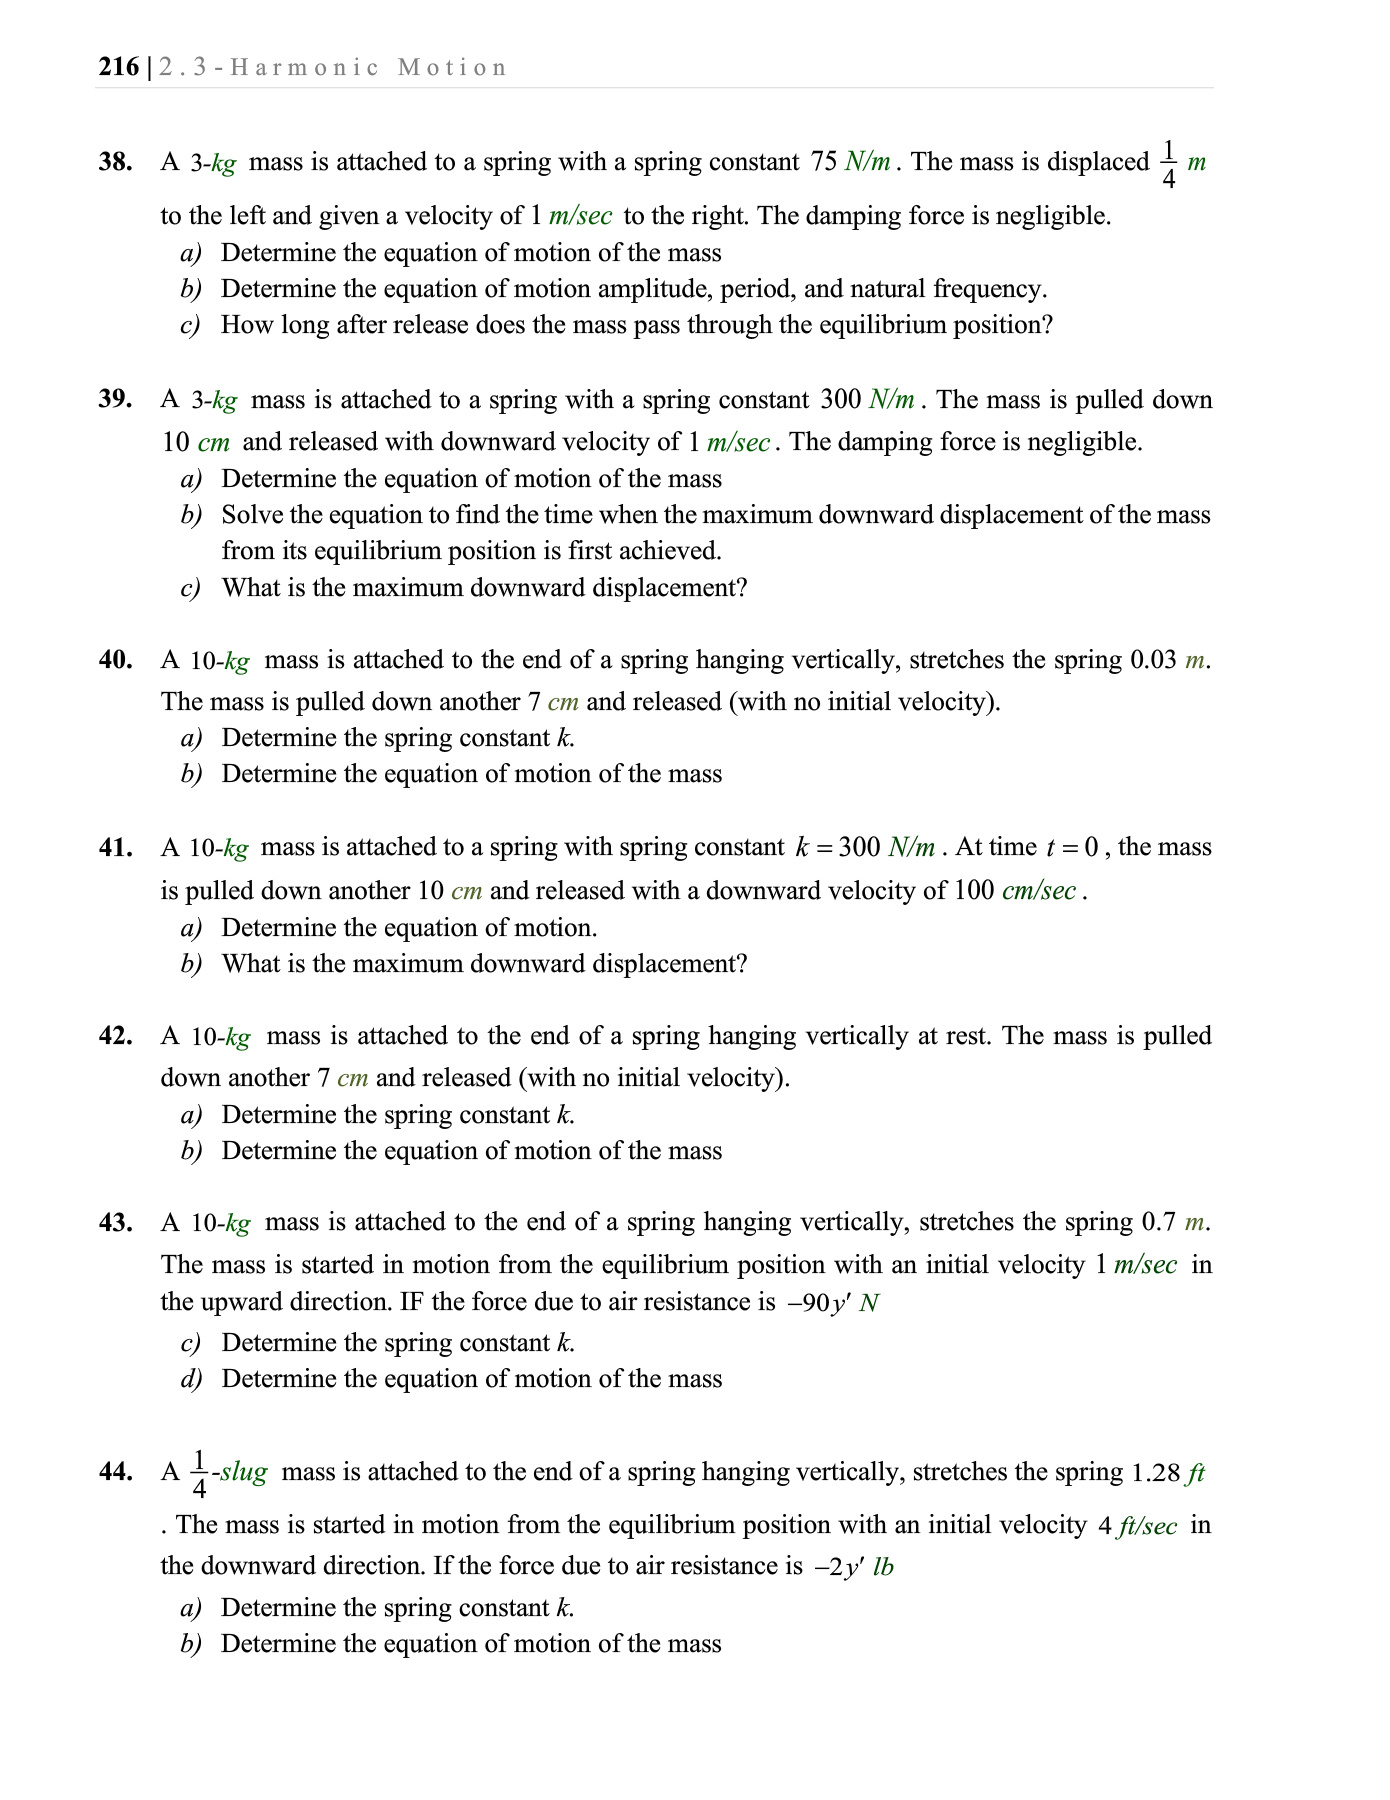 216 | 2.3 - Harmonic Motion
38. A 3-kg mass is attached to a spring with a spring constant 75 N/m. The mass is displaced 1/4 m
to the left and given a velocity of 1 m/sec to the right. The damping force is negligible.
a) Determine the equation of motion of the mass
b) Determine the equation of motion amplitude, period, and natural frequency.
c) How long after release does the mass pass through the equilibrium position?
39. A 3-kg mass is attached to a spring with a spring constant 300 N/m. The mass is pulled down
10 cm and released with downward velocity of 1 m/sec. The damping force is negligible.
a) Determine the equation of motion of the mass
b) Solve the equation to find the time when the maximum downward displacement of the mass
from its equilibrium position is first achieved.
c) What is the maximum downward displacement?
40. A 10-kg mass is attached to the end of a spring hanging vertically, stretches the spring 0.03 m.
The mass is pulled down another 7 cm and released (with no initial velocity).
a) Determine the spring constant k.
b) Determine the equation of motion of the mass
41. A 10-kg mass is attached to a spring with spring constant k = 300 N/m. At time t = 0, the mass
is pulled down another 10 cm and released with a downward velocity of 100 cm/sec.
a) Determine the equation of motion.
b) What is the maximum downward displacement?
42. A 10-kg mass is attached to the end of a spring hanging vertically at rest. The mass is pulled
down another 7 cm and released (with no initial velocity).
a) Determine the spring constant k.
b) Determine the equation of motion of the mass
43. A 10-kg mass is attached to the end of a spring hanging vertically, stretches the spring 0.7 m.
The mass is started in motion from the equilibrium position with an initial velocity 1 m/sec in
the upward direction. IF the force due to air resistance is −90y′ N
c) Determine the spring constant k.
d) Determine the equation of motion of the mass
44. A 1/4-slug mass is attached to the end of a spring hanging vertically, stretches the spring 1.28 ft
. The mass is started in motion from the equilibrium position with an initial velocity 4 ft/sec in
the downward direction. If the force due to air resistance is −2y′ lb
a) Determine the spring constant k.
b) Determine the equation of motion of the mass